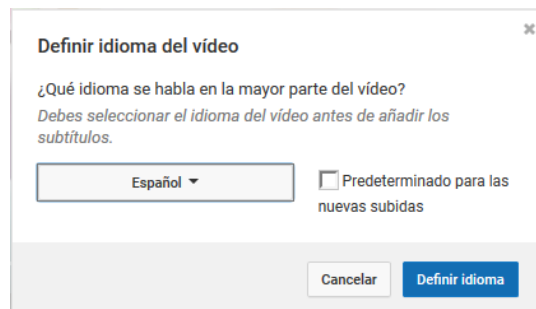 Definir idioma del vídeo
¿Qué idioma se habla en la mayor parte del vídeo?
Debes seleccionar el idioma del vídeo antes de añadir los
subtítulos.
Español
Predeterminado para las
nuevas subidas
Cancelar
Definir idioma